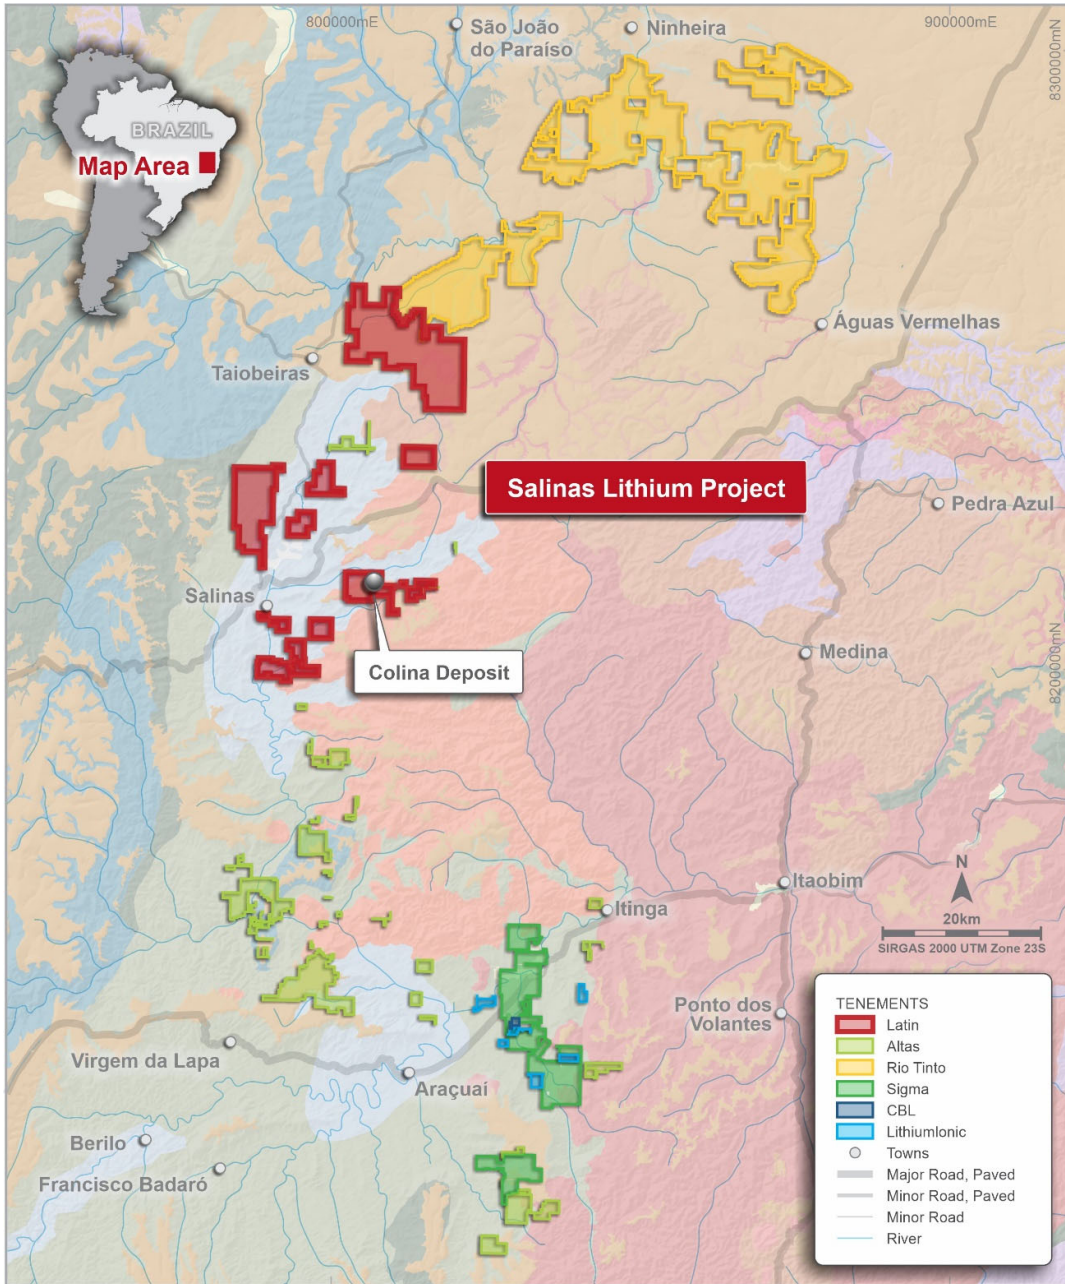 800000mE
900000mE
8300000mN
São João
do Paraíso
Ninheira
BRAZIL
Map Area
Águas Vermelhas
Taiobeiras
Salinas Lithium Project
Pedra Azul
Salinas
Colina Deposit
Medina
8200000mN
Itaobim
Itinga
N
20km
SIRGAS 2000 UTM Zone 23S
Ponto dos
Volantes
Virgem da Lapa
Araçuaí
Berilo
Francisco Badaró
TENEMENTS
Latin
Altas
Rio Tinto
Sigma
CBL
LithiumIonic
Towns
Major Road, Paved
Minor Road, Paved
Minor Road
River